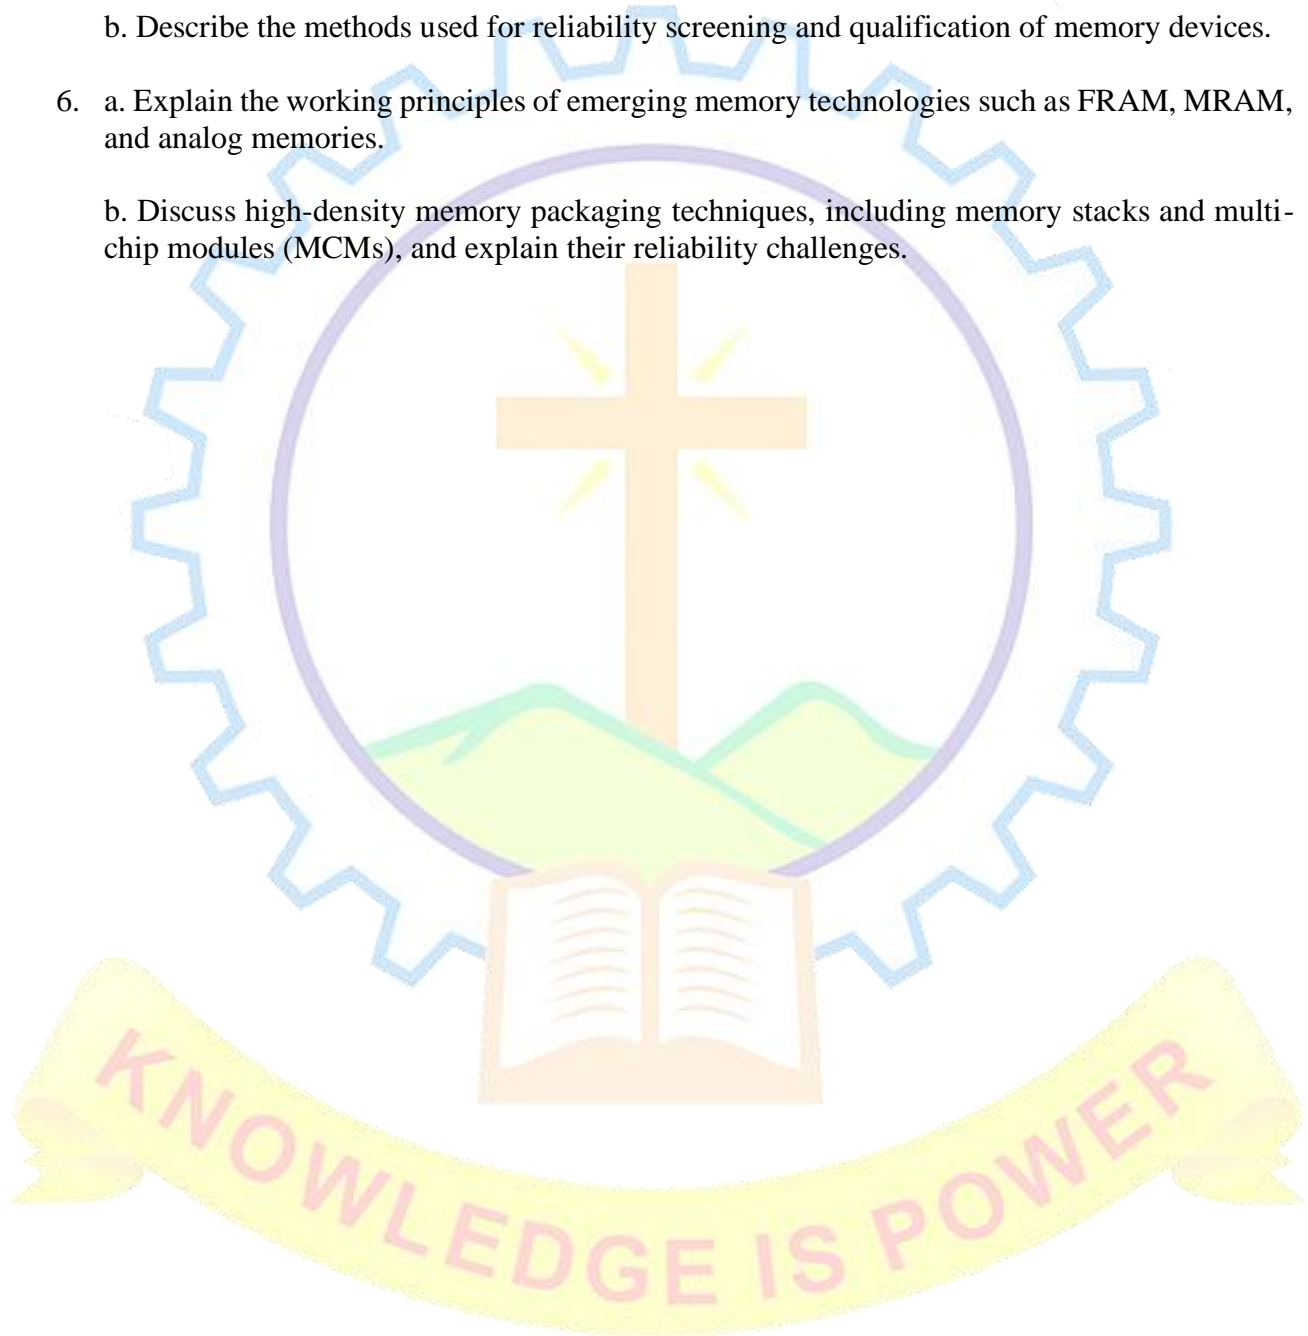 b. Describe the methods used for reliability screening and qualification of memory devices.
6. a. Explain the working principles of emerging memory technologies such as FRAM, MRAM,
and analog memories.
b. Discuss high-density memory packaging techniques, including memory stacks and multi-
chip modules (MCMs), and explain their reliability challenges.
KNOWLEDGE IS POWER